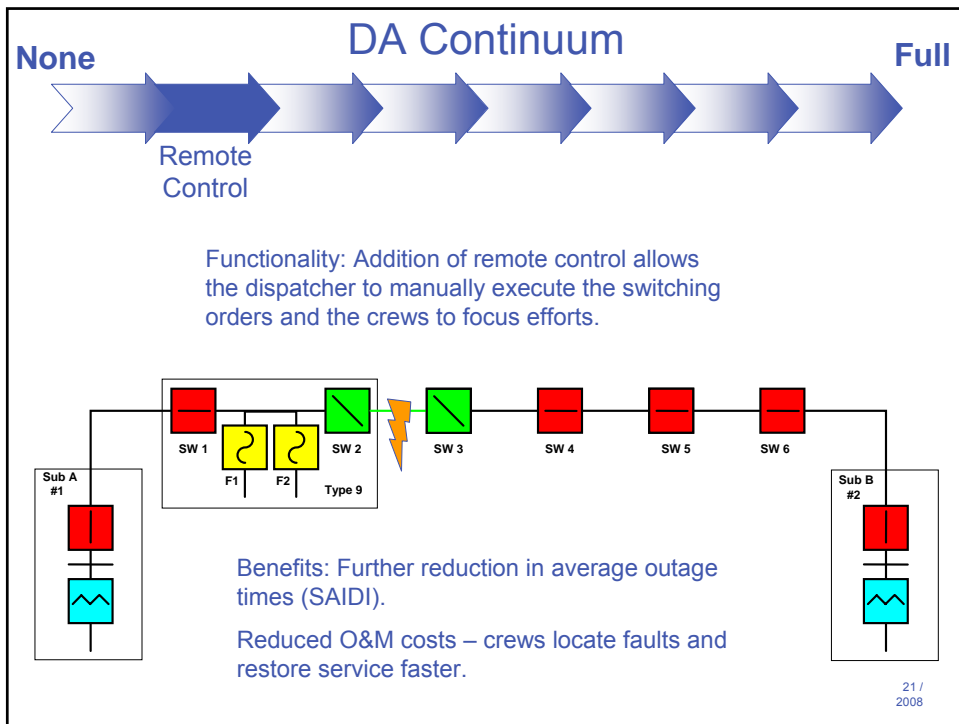 DA Continuum
None
Full
Remote
Control
Functionality: Addition of remote control allows
the dispatcher to manually execute the switching
orders and the crews to focus efforts.
SW 1
SW 2
SW 3
SW 4
SW 5
SW 6
F1
F2
Type 9
Sub A
#1
Sub B
#2
Benefits: Further reduction in average outage
times (SAIDI).
Reduced O&M costs – crews locate faults and
restore service faster.
21 /
2008